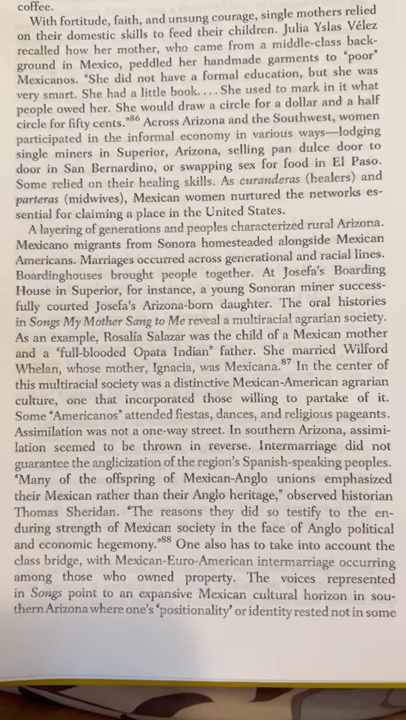 coffee.
With fortitude, faith, and unsung courage, single mothers relied
on their domestic skills to feed their children. Julia Yslas Vélez
recalled how her mother, who came from a middle-class back-
ground in Mexico, peddled her handmade garments to "poor"
Mexicanos. "She did not have a formal education, but she was
very smart. She had a little book. . . . She used to mark in it what
people owed her. She would draw a circle for a dollar and a half
circle for fifty cents."86 Across Arizona and the Southwest, women
participated in the informal economy in various ways—lodging
single miners in Superior, Arizona, selling pan dulce door to
door in San Bernardino, or swapping sex for food in El Paso.
Some relied on their healing skills. As curanderas (healers) and
parteras (midwives), Mexican women nurtured the networks es-
sential for claiming a place in the United States.
A layering of generations and peoples characterized rural Arizona.
Mexicano migrants from Sonora homesteaded alongside Mexican
Americans. Marriages occurred across generational and racial lines.
Boardinghouses brought people together. At Josefa's Boarding
House in Superior, for instance, a young Sonoran miner success-
fully courted Josefa's Arizona-born daughter. The oral histories
in Songs My Mother Sang to Me reveal a multiracial agrarian society.
As an example, Rosalía Salazar was the child of a Mexican mother
and a "full-blooded Opata Indian" father. She married Wilford
Whelan, whose mother, Ignacia, was Mexicana.87 In the center of
this multiracial society was a distinctive Mexican-American agrarian
culture, one that incorporated those willing to partake of it.
Some "Americanos" attended fiestas, dances, and religious pageants.
Assimilation was not a one-way street. In southern Arizona, assimi-
lation seemed to be thrown in reverse. Intermarriage did not
guarantee the anglicization of the region's Spanish-speaking peoples.
"Many of the offspring of Mexican-Anglo unions emphasized
their Mexican rather than their Anglo heritage," observed historian
Thomas Sheridan. "The reasons they did so testify to the en-
during strength of Mexican society in the face of Anglo political
and economic hegemony."88 One also has to take into account the
class bridge, with Mexican-Euro-American intermarriage occurring
among those who owned property. The voices represented
in Songs point to an expansive Mexican cultural horizon in sou-
thern Arizona where one's "positionality" or identity rested not in some